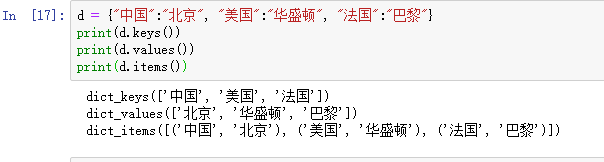 In [17]: d = {"中国":"北京", "美国":"华盛顿", "法国":"巴黎"}
print(d.keys())
print(d.values())
print(d.items())
dict_keys(['中国', '美国', '法国'])
dict_values(['北京', '华盛顿', '巴黎'])
dict_items([('中国', '北京'), ('美国', '华盛顿'), ('法国', '巴黎')])